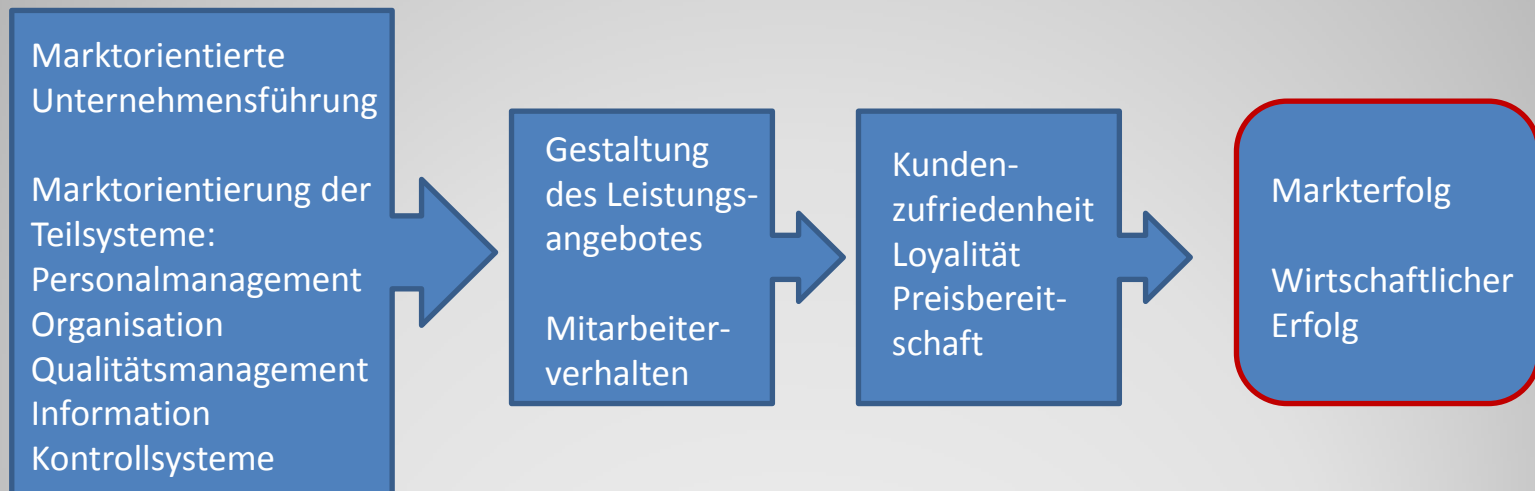 Marktorientierte
Unternehmensführung
Marktorientierung der
Teilsysteme:
Personalmanagement
Organisation
Qualitätsmanagement
Information
Kontrollsysteme
Gestaltung
des Leistungs-
angebotes
Mitarbeiter-
verhalten
Kunden-
zufriedenheit
Loyalität
Preisbereit-
schaft
Markterfolg
Wirtschaftlicher
Erfolg